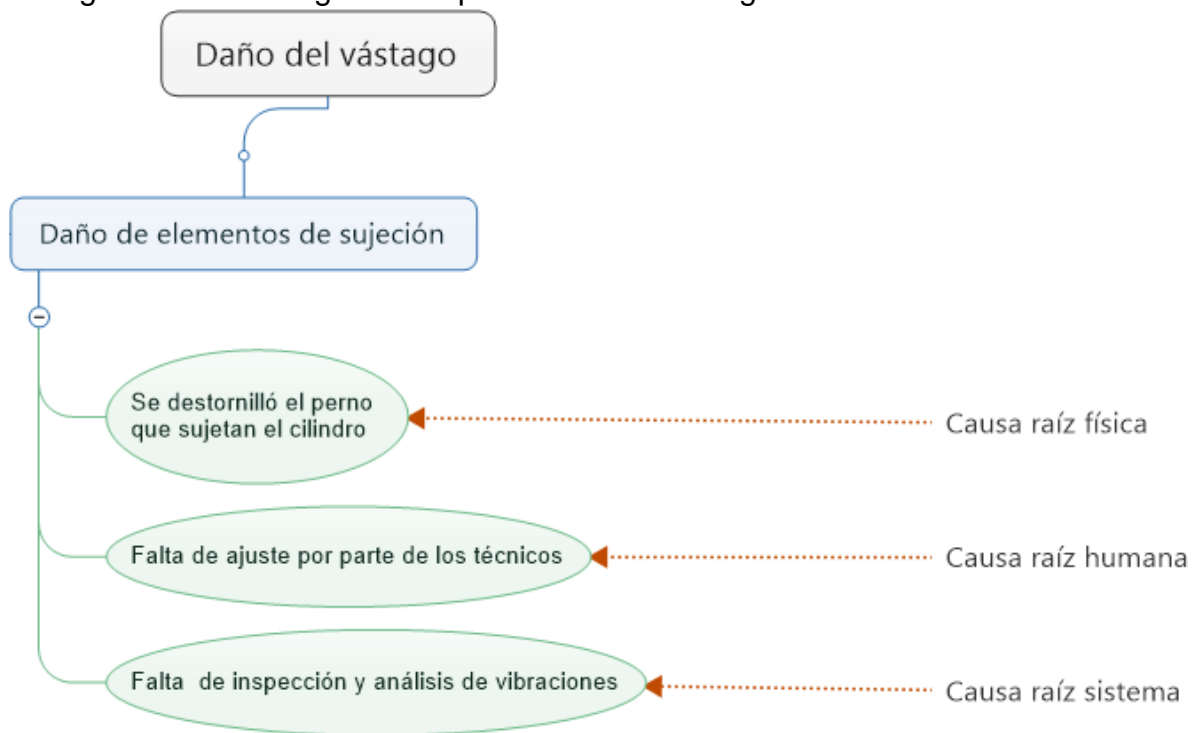 Daño del vástago
Daño de elementos de sujeción
Se destornilló el perno
que sujetan el cilindro
Causa raíz física
Falta de ajuste por parte de los técnicos
Causa raíz humana
Falta de inspección y análisis de vibraciones
Causa raíz sistema